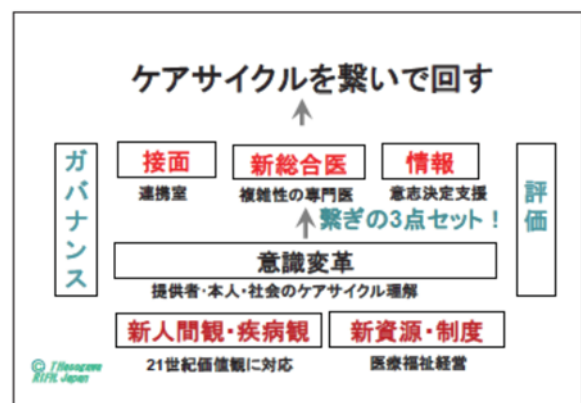 ケアサイクルを繋いで回す
ガバナンス
接面
新総合医
情報
評価
連携室
複雑性の専門医
意志決定支援
繋ぎの3点セット！
意識変革
提供者・本人・社会のケアサイクル理解
新人間観・疾病観
新資源・制度
21世紀価値観に対応
医療福祉経営
©
Japan